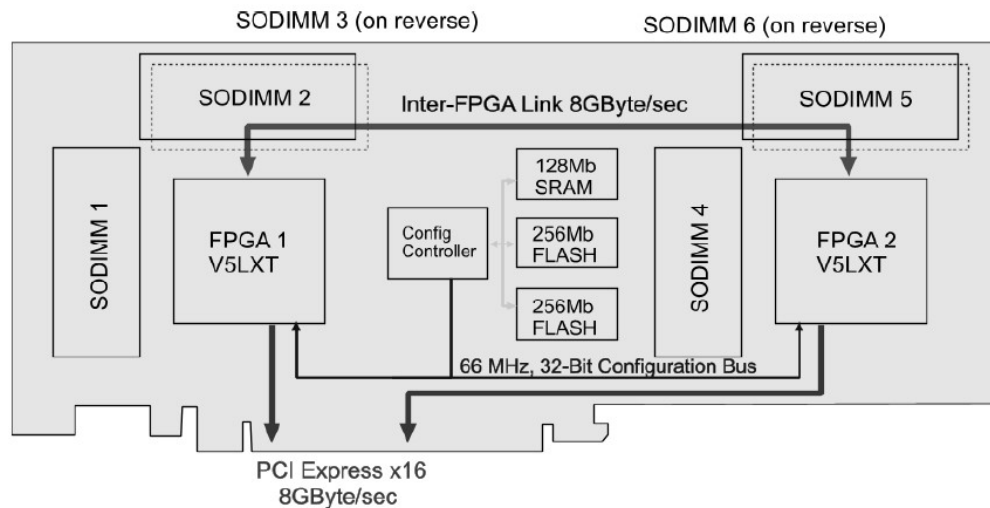 SODIMM 3 (on reverse)
SODIMM 6 (on reverse)
SODIMM 2
Inter-FPGA Link 8GByte/sec
SODIMM 5
SODIMM 1
FPGA 1
V5LXT
Config
Controller
128Mb
SRAM
256Mb
FLASH
256Mb
FLASH
SODIMM 4
FPGA 2
V5LXT
66 MHz, 32-Bit Configuration Bus
PCI Express x16
8GByte/sec